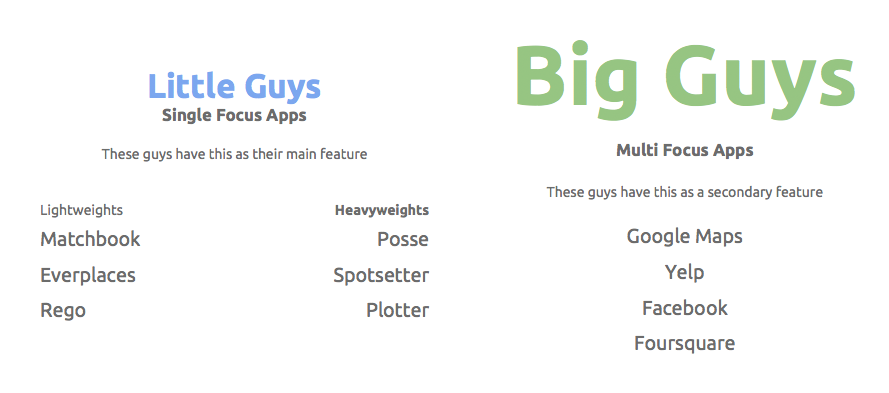 Little Guys
Single Focus Apps
These guys have this as their main feature
Lightweights
Matchbook
Everplaces
Rego
Heavyweights
Posse
Spotsetter
Plotter
Big Guys
Multi Focus Apps
These guys have this as a secondary feature
Google Maps
Yelp
Facebook
Foursquare